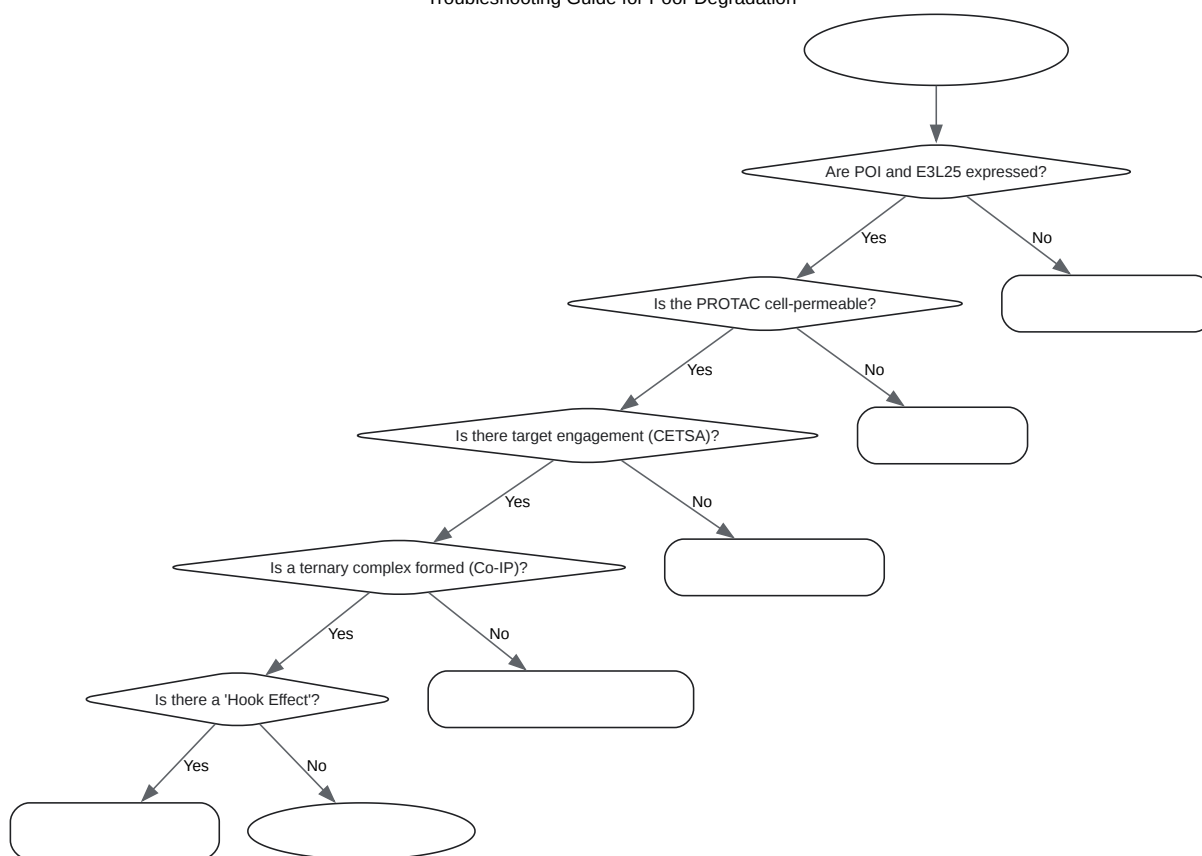 Troubleshooting Guide for Poor Degradation
Are POI and E3L25 expressed?
Yes
No
Is the PROTAC cell-permeable?
Yes
No
Is there target engagement (CETSA)?
Yes
No
Is a ternary complex formed (Co-IP)?
Yes
No
Is there a 'Hook Effect'?
Yes
No